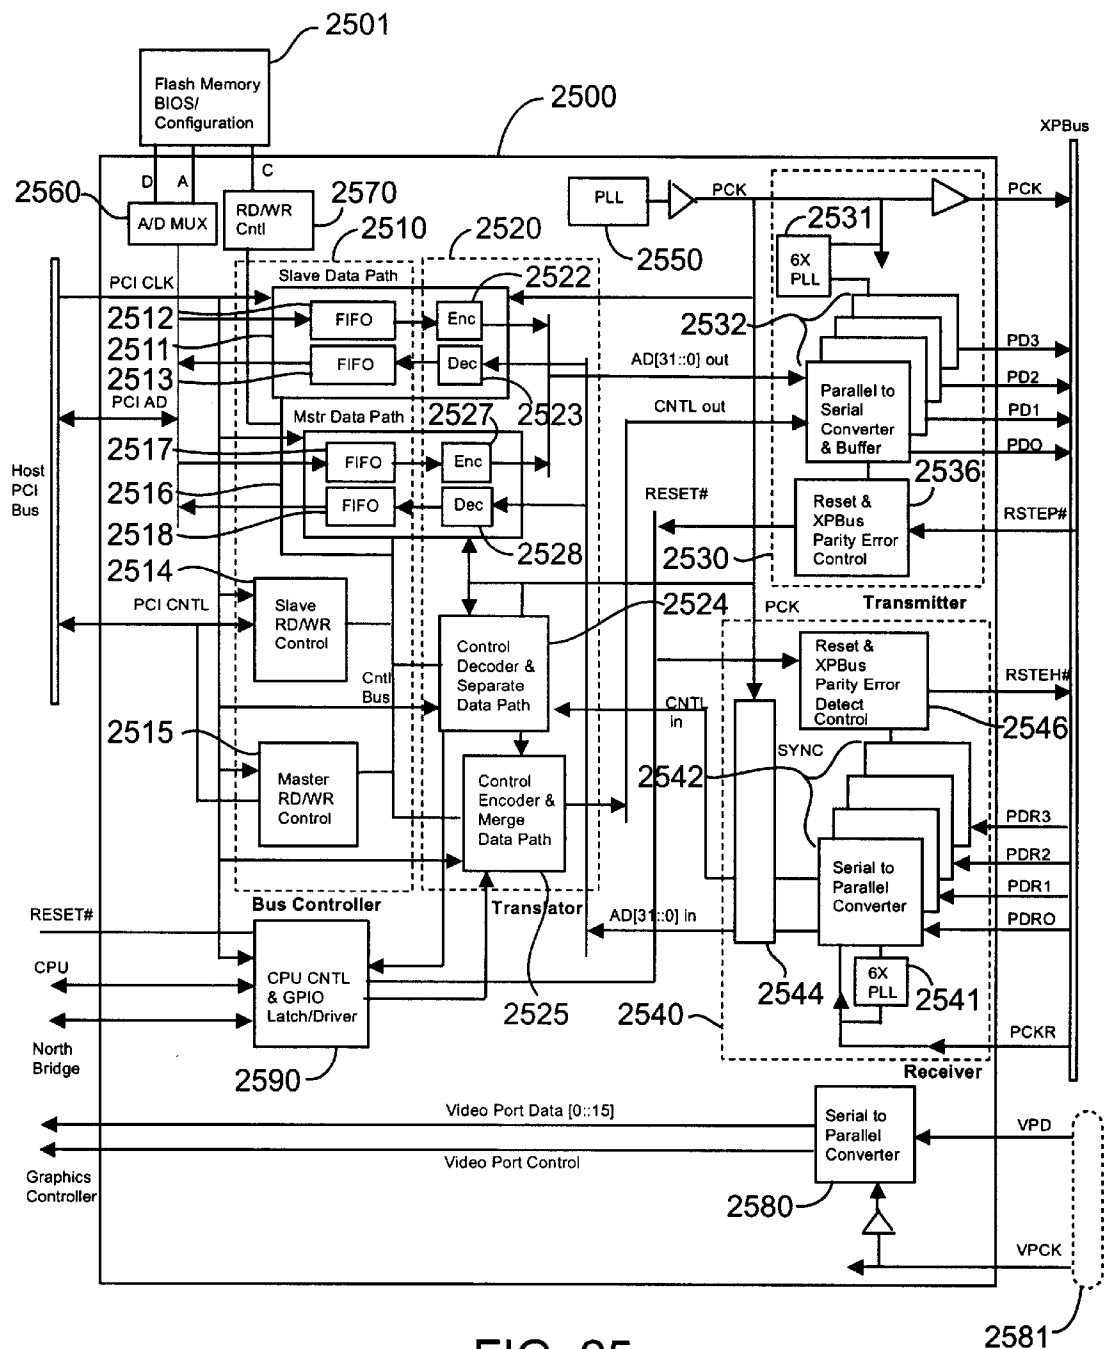 2501
Flash Memory
BIOS/
Configuration
2500
XPBus
D
A
C
2560
A/D MUX
RD/WR
Cntl
2570
2510
2520
PLL
2550
PCK
2531
6X
PLL
PCK
Slave Data Path
2522
PCI CLK
2512
FIFO
Enc
2532
2511
FIFO
Dec
AD[31::0] out
PD3
2513
PCI AD
2523
Parallel to
Serial
Converter
& Buffer
PD2
Mstr Data Path
2527
CNTL out
PD1
2517
FIFO
Enc
PDO
Host
PCI
Bus
2516
FIFO
Dec
RESET#
2536
Reset &
XPBus
Parity Error
Control
RSTEP#
2518
2528
2530
2514
PCI CNTL
Slave
RD/WR
Control
2524
PCK
Transmitter
Control
Decoder &
Separate
Data Path
Reset &
XPBus
Parity Error
Detect
Control
RSTEH#
Cntl
Bus
CNTL
in
2546
2515
SYNC
Master
RD/WR
Control
Control
Encoder &
Merge
Data Path
2542
PDR3
Serial to
Parallel
Converter
PDR2
PDR1
Bus Controller
Translator
AD[31::0] in
PDRO
RESET#
CPU
CPU CNTL
& GPIO
Latch/Driver
2525
2544
6X
PLL
2541
2540
PCKR
North
Bridge
2590
Receiver
Video Port Data [0::15]
Serial to
Parallel
Converter
VPD
Video Port Control
Graphics
Controller
2580
VPCK
2581